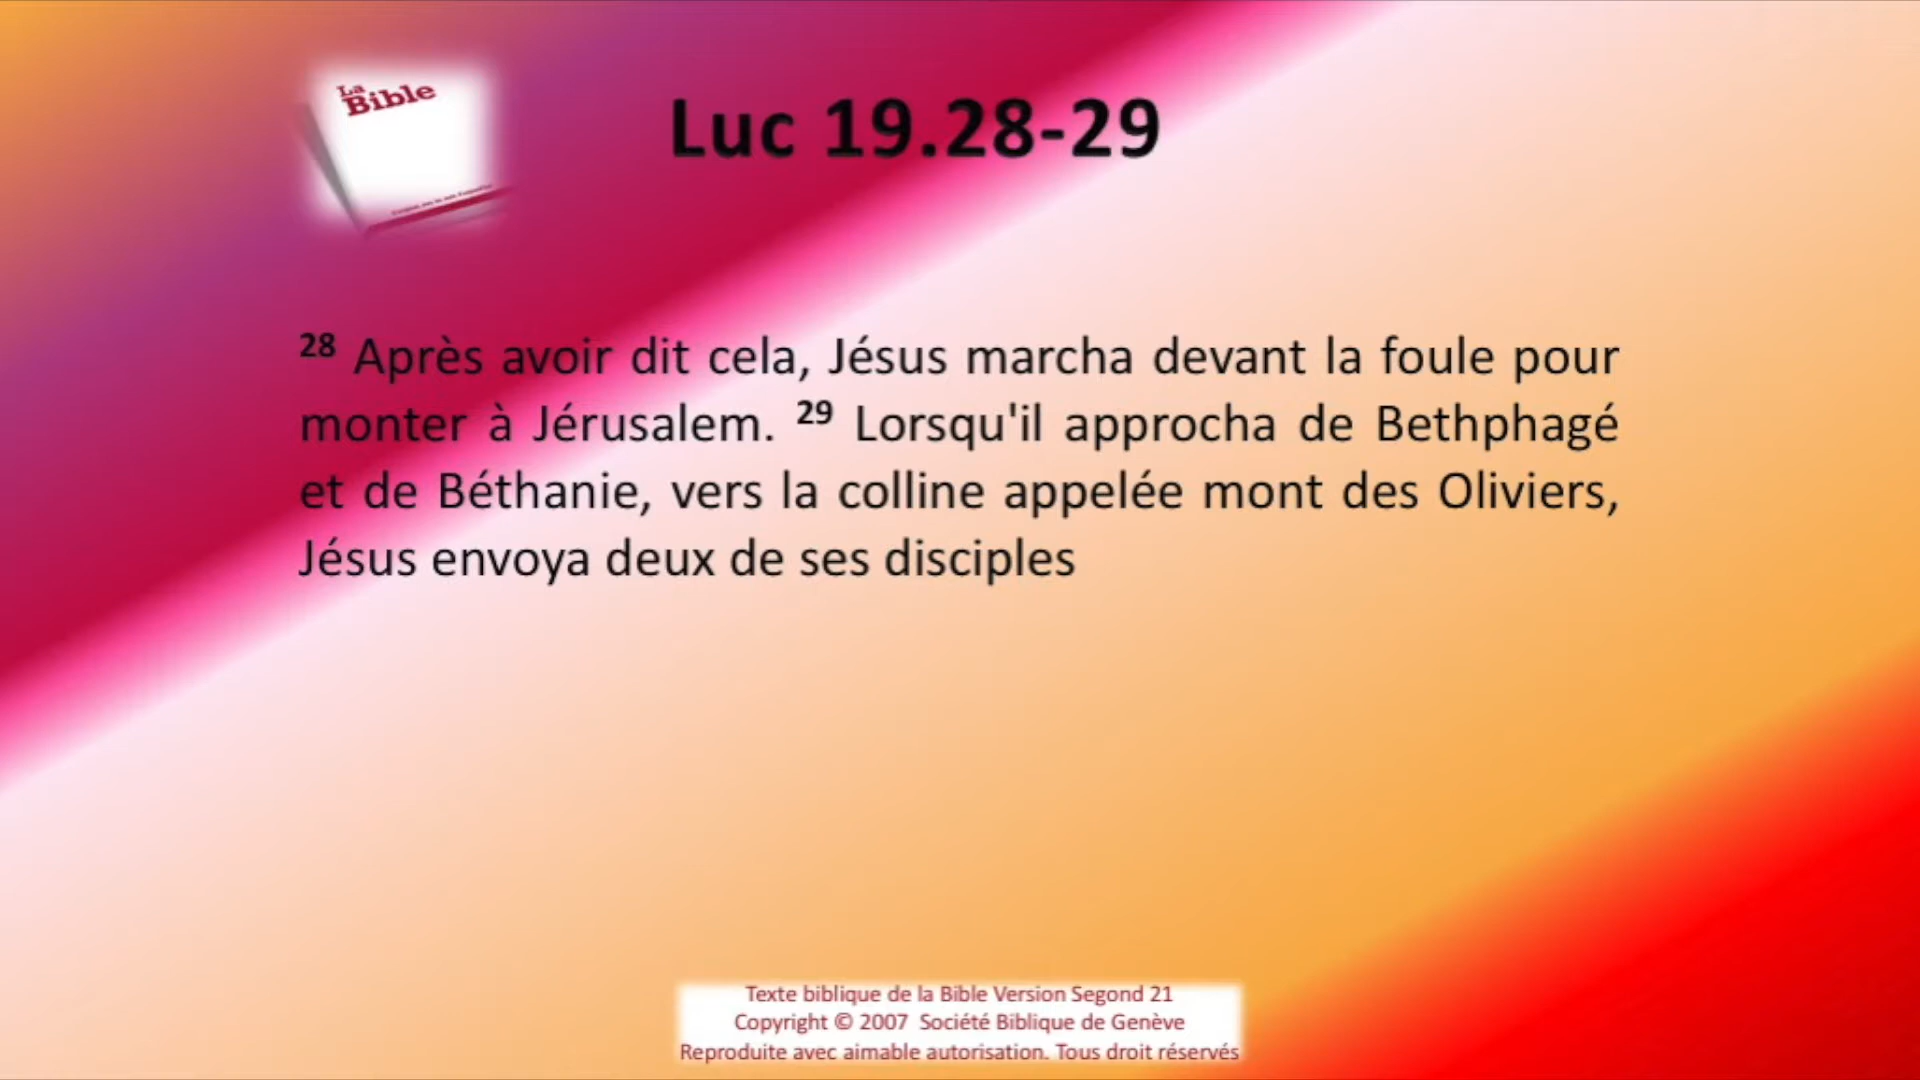 La
Bible
Luc 19.28-29
28 Après avoir dit cela, Jésus marcha devant la foule pour
monter à Jérusalem. 29 Lorsqu'il approcha de Bethphagé
et de Béthanie, vers la colline appelée mont des Oliviers,
Jésus envoya deux de ses disciples
Texte biblique de la Bible Version Segond 21
Copyright © 2007 Société Biblique de Genève
Reproduite avec aimable autorisation. Tous droit réservés